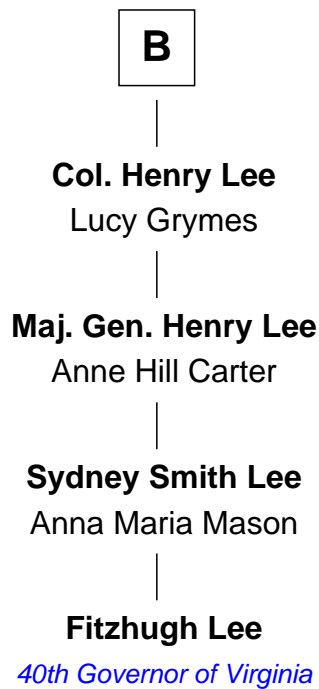 B
Col. Henry Lee
Lucy Grymes
Maj. Gen. Henry Lee
Anne Hill Carter
Sydney Smith Lee
Anna Maria Mason
Fitzhugh Lee
40th Governor of Virginia